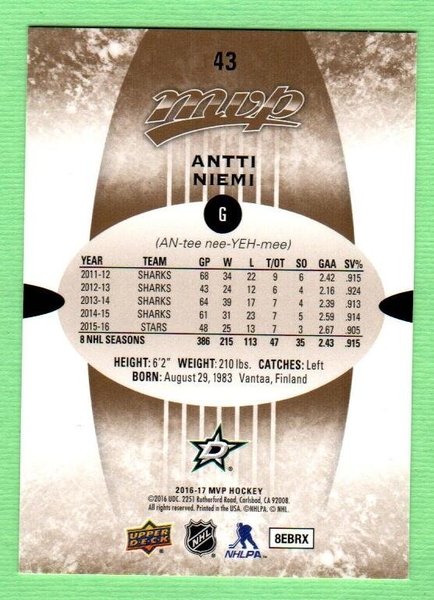 43
mvp
ANTTI
NIEMI
G
(AN-tee nee-YEH-mee)
YEAR TEAM GP W L T/OT SO GAA SV%
2011-12 SHARKS 68 34 22 9 6 2.42 .915
2012-13 SHARKS 43 24 12 6 4 2.16 .924
2013-14 SHARKS 64 39 17 7 4 2.39 .913
2014-15 SHARKS 61 31 23 7 5 2.59 .914
2015-16 STARS 48 25 13 7 3 2.67 .905
8 NHL SEASONS 386 215 113 47 35 2.43 .915
HEIGHT: 6'2" WEIGHT: 210 lbs. CATCHES: Left
BORN: August 29, 1983 Vantaa, Finland
D
2016-17 MVP HOCKEY
©2016 UDC. 2251 Rutherford Road, Carlsbad, CA 92008.
All rights reserved. Printed in the USA. ©NHLPA. © NHL.
UPPER DECK NHL NHLPA 8EBRX